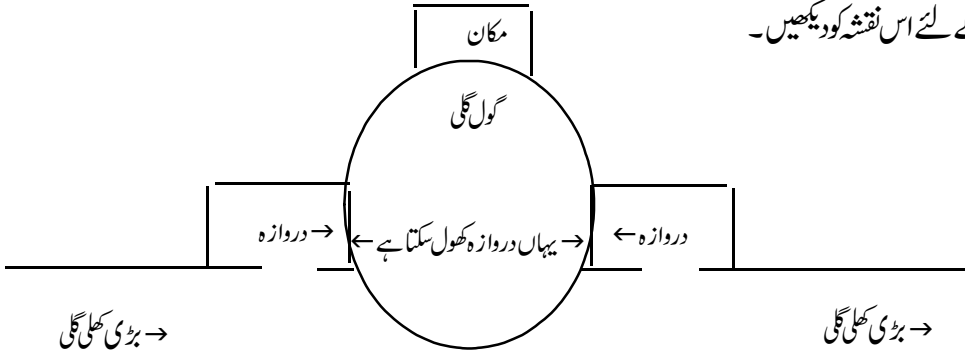 لئے اس نقشہ کو دیکھیں ۔
مکان
گول گلی
دروازہ ← → یہاں دروازہ کھول سکتا ہے ← → دروازہ
← بڑی کھلی گلی
← بڑی کھلی گلی